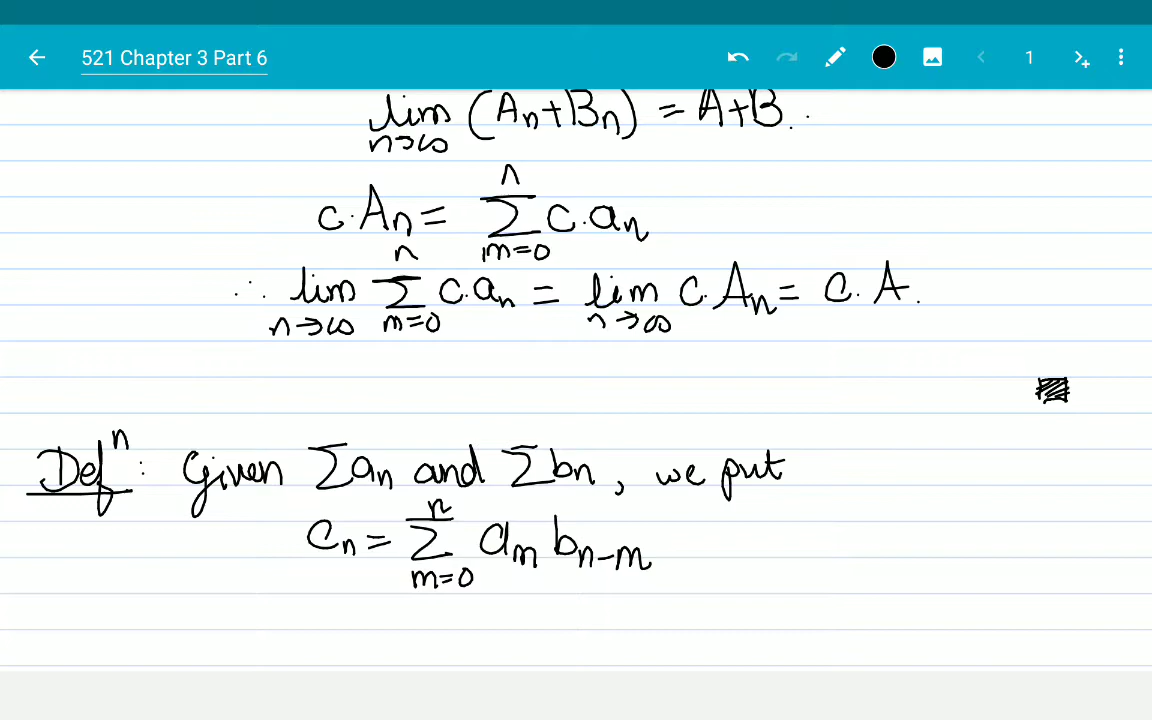 521 Chapter 3 Part 6
1
lim n→∞ (An+Bn) = A+B.
c·An = n Σ m=0 c·an
∴ lim n→∞ n Σ m=0 c·an = lim n→∞ c·An = c·A.
Defⁿ: Given Σan and Σbn, we put
cn = n Σ m=0 am bn-m